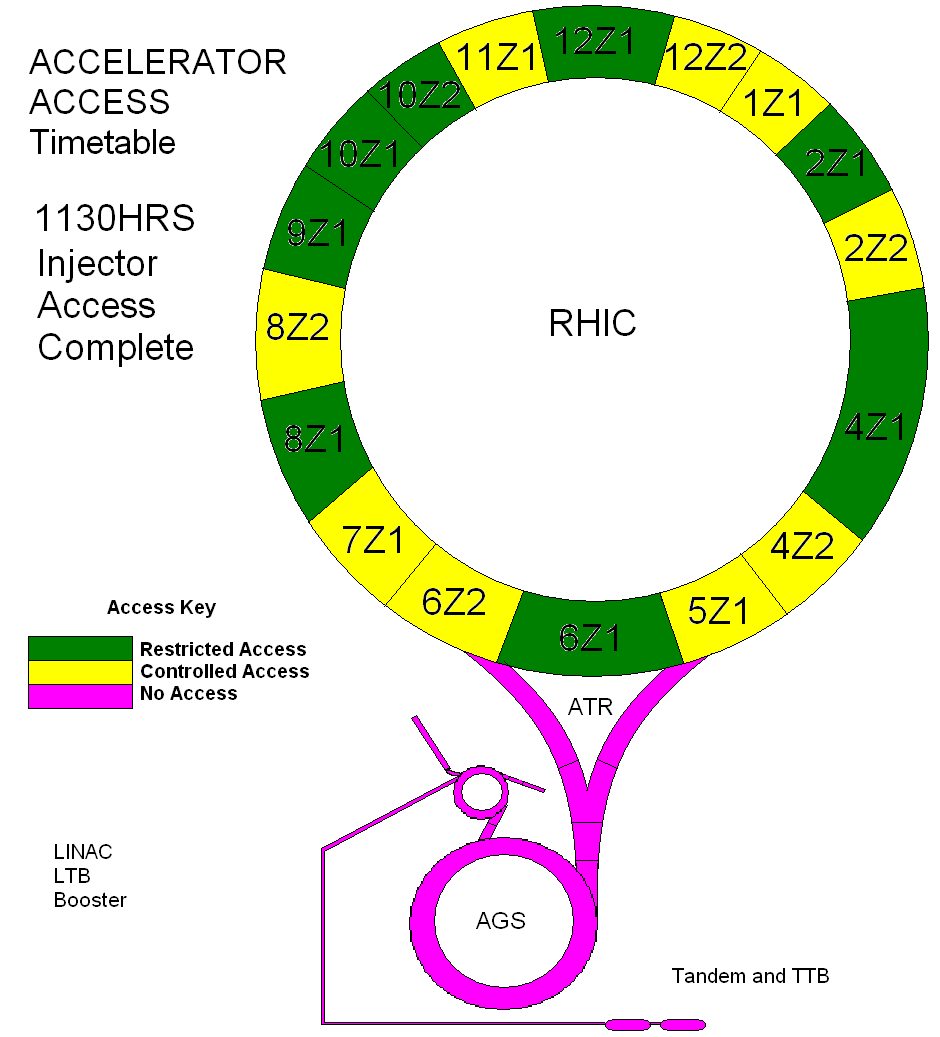 ACCELERATOR
ACCESS
Timetable
1130HRS
Injector
Access
Complete
12Z1
12Z2
1Z1
2Z1
2Z2
4Z1
4Z2
5Z1
6Z1
6Z2
7Z1
8Z1
8Z2
9Z1
10Z1
10Z2
11Z1
RHIC
Access Key
Restricted Access
Controlled Access
No Access
ATR
LINAC
LTB
Booster
AGS
Tandem and TTB